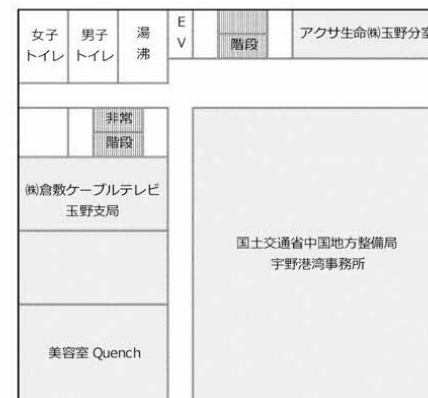 女子
トイレ
男子
トイレ
湯
沸
E
V
階段
アクサ生命㈱玉野分室
非常
階段
㈱倉敷ケーブルテレビ
玉野支局
国土交通省中国地方整備局
宇野港湾事務所
美容室 Quench